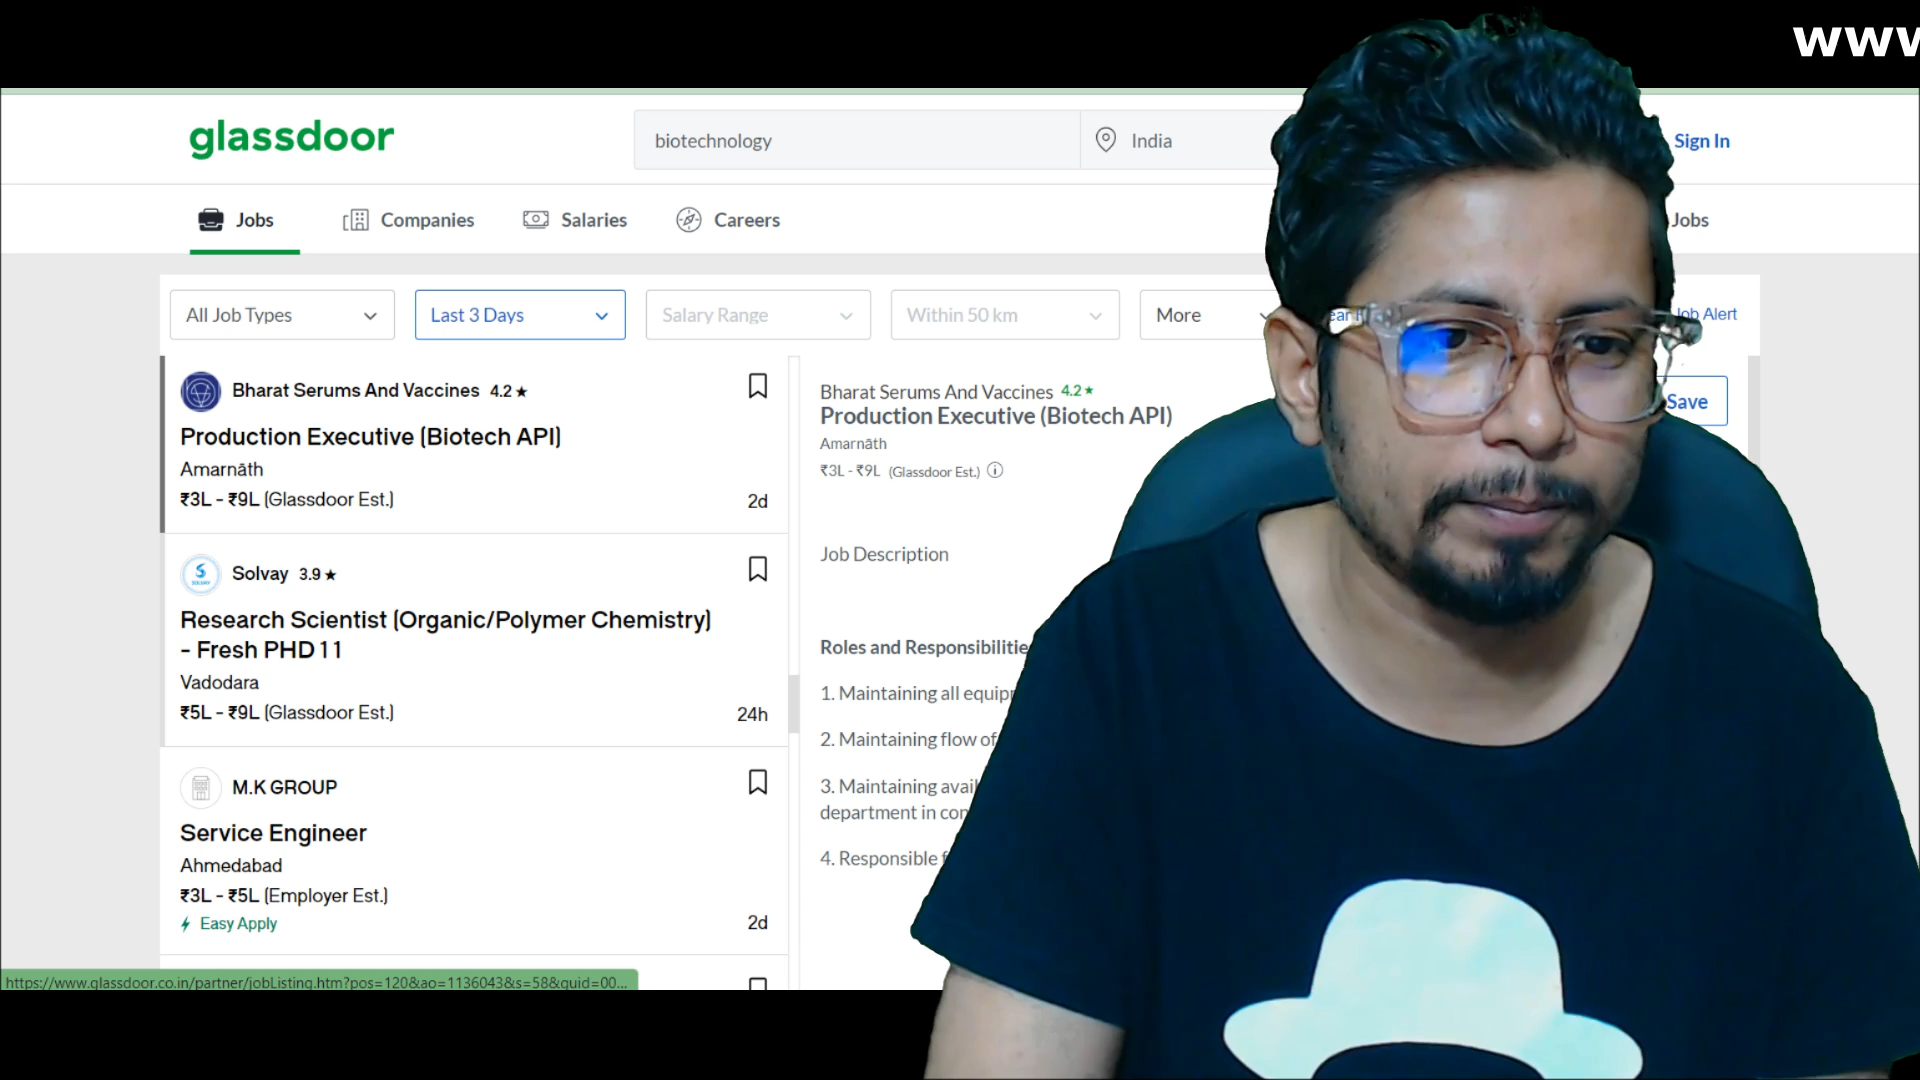 www
glassdoor
biotechnology
India
Sign In
Jobs
Companies
Salaries
Careers
Jobs
All Job Types
Last 3 Days
Salary Range
Within 50 km
More
Job Alert
Bharat Serums And Vaccines 4.2 ★
Production Executive (Biotech API)
Amarnāth
₹3L - ₹9L (Glassdoor Est.)
2d
Solvay 3.9 ★
SOLVAY
Research Scientist (Organic/Polymer Chemistry)
- Fresh PHD 11
Vadodara
₹5L - ₹9L (Glassdoor Est.)
24h
M.K GROUP
Service Engineer
Ahmedabad
₹3L - ₹5L (Employer Est.)
Easy Apply
2d
https://www.glassdoor.co.in/partner/jobListing.htm?pos=120&ao=1136043&s=58&guid=00...
Bharat Serums And Vaccines 4.2 ★
Production Executive (Biotech API)
Amarnāth
₹3L - ₹9L (Glassdoor Est.)
Save
Job Description
Roles and Responsibilitie
1. Maintaining all equip
2. Maintaining flow of
3. Maintaining avail
department in con
4. Responsible f